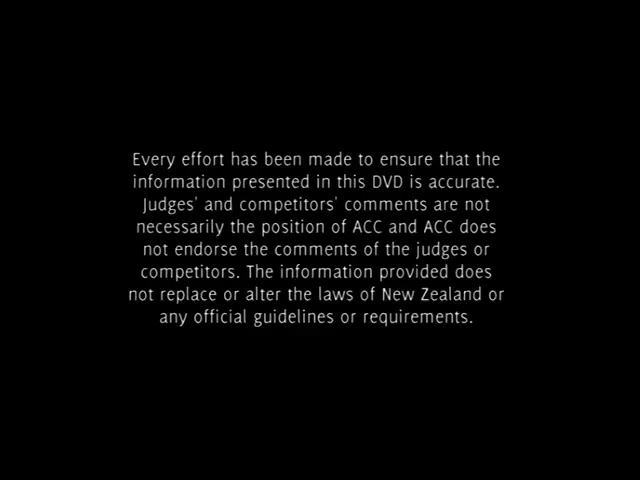 Every effort has been made to ensure that the
information presented in this DVD is accurate.
Judges' and competitors' comments are not
necessarily the position of ACC and ACC does
not endorse the comments of the judges or
competitors. The information provided does
not replace or alter the laws of New Zealand or
any official guidelines or requirements.